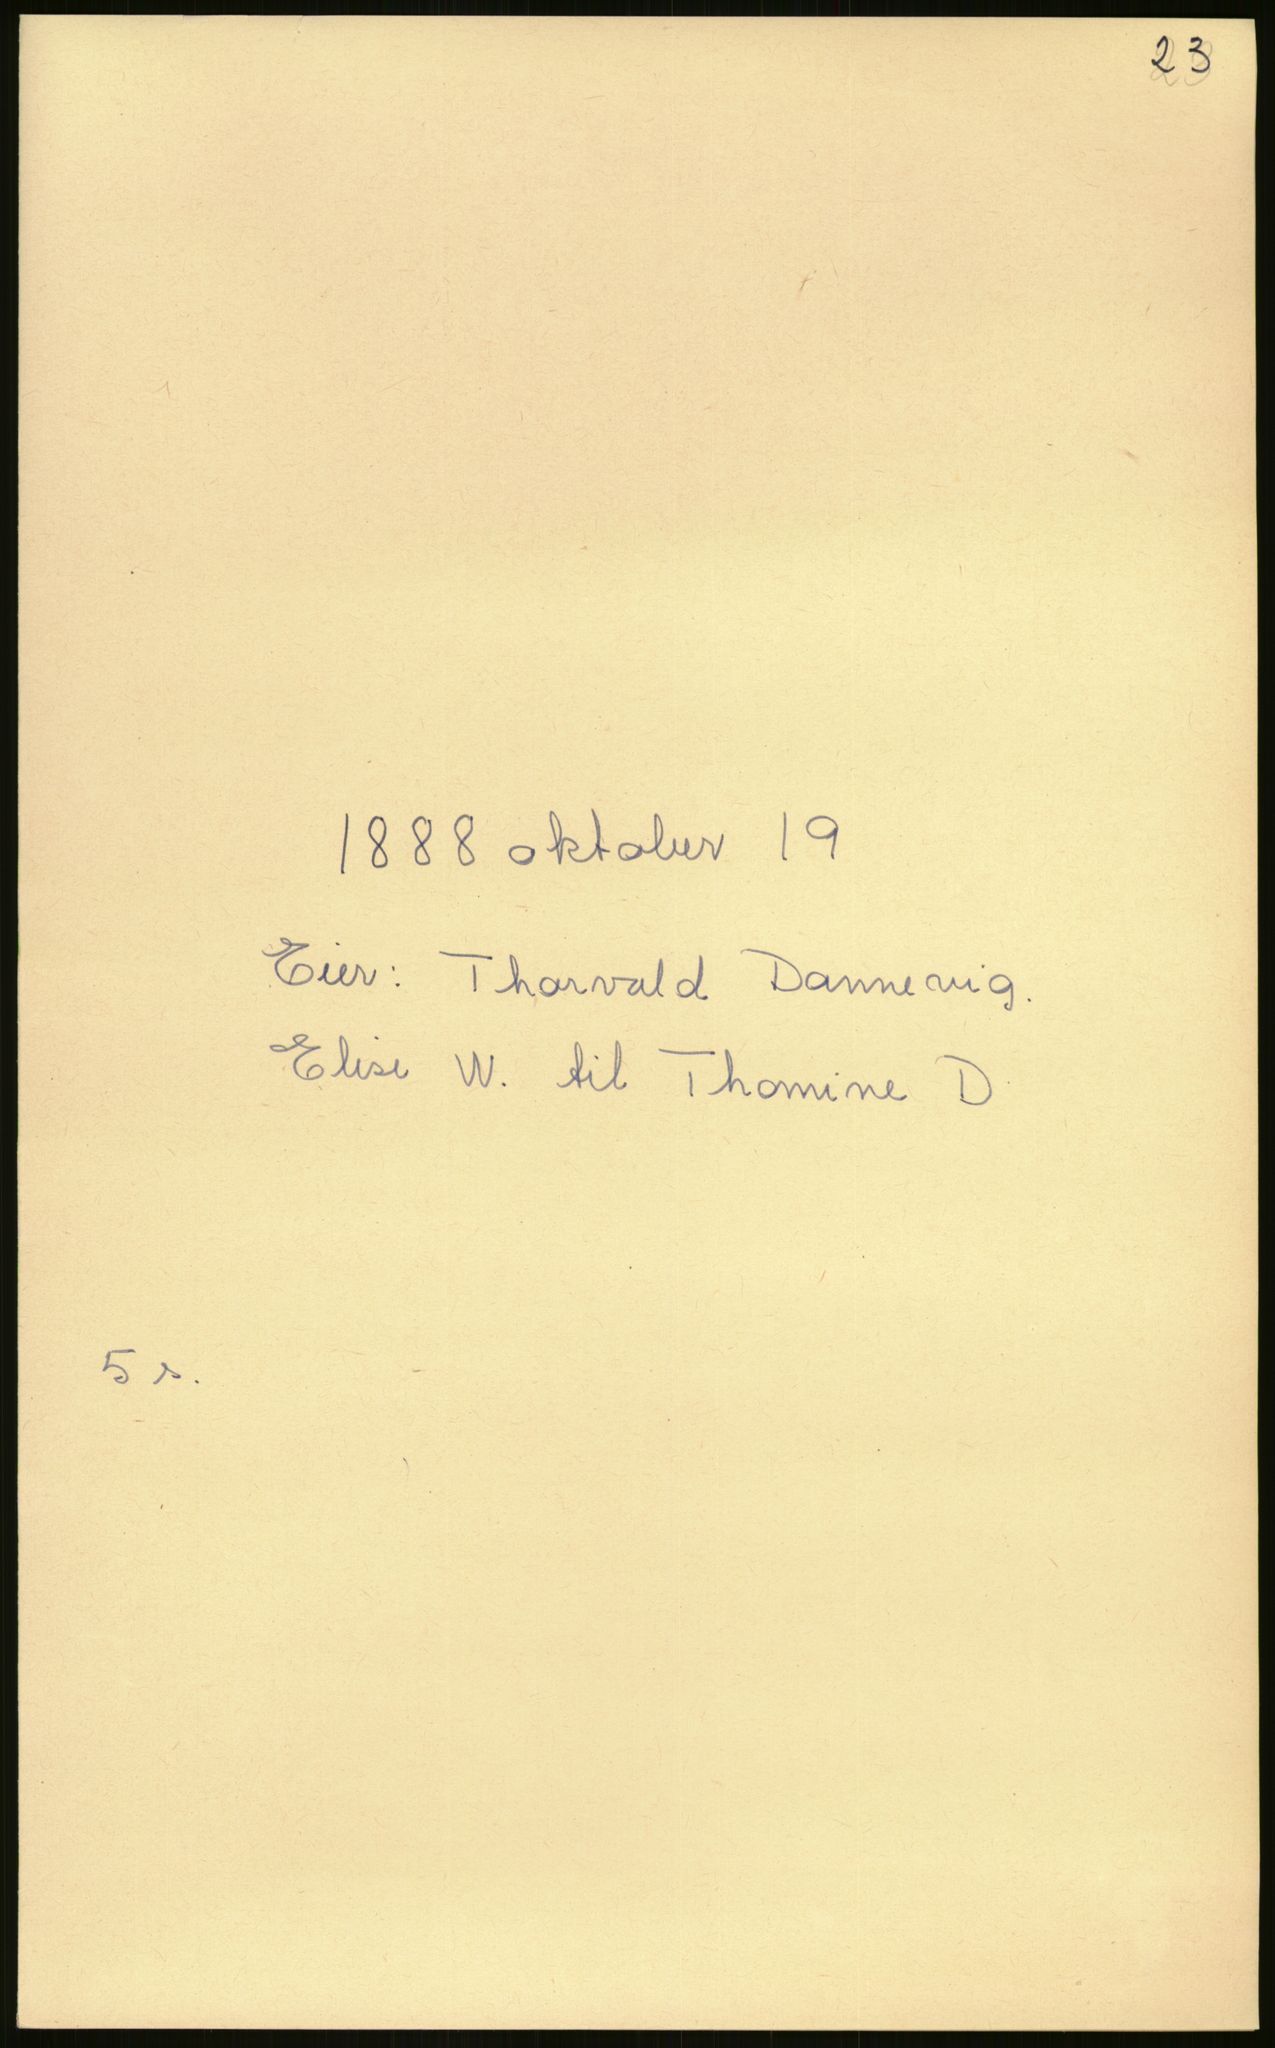 23
1888 oktober 19
Eier: Thorvald Dannevig.
Elise W. til Thomine D
5 s.